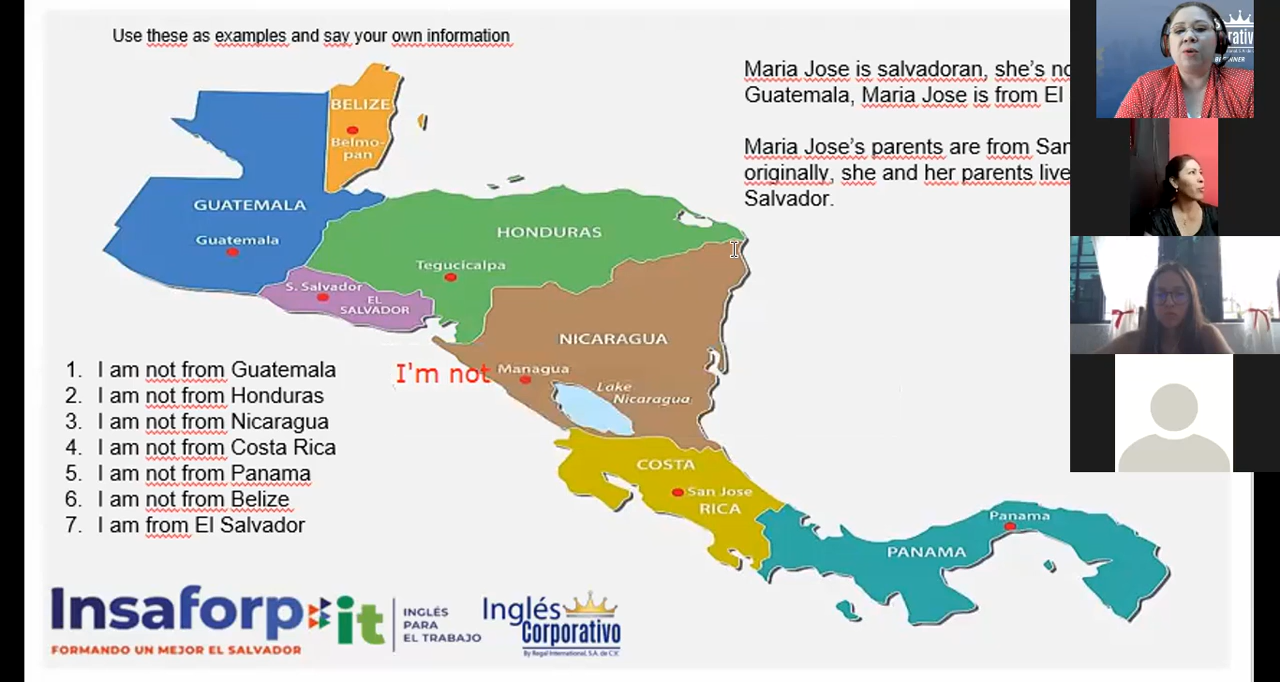 Use these as examples and say your own information
Maria Jose is salvadoran, she's
Guatemala, Maria Jose is from El
Maria Jose's parents are from
originally, she and her parents live
Salvador.
BELIZE
Belmo-
pan
GUATEMALA
Guatemala
HONDURAS
Tegucicalpa
S. Salvador
EL
SALVADOR
NICARAGUA
I'm not
Managua
Lake
Nicaragua
1. I am not from Guatemala
2. I am not from Honduras
3. I am not from Nicaragua
4. I am not from Costa Rica
5. I am not from Panama
6. I am not from Belize
7. I am from El Salvador
COSTA
San Jose
RICA
Panama
PANAMA
Insaforp it
FORMANDO UN MEJOR EL SALVADOR
INGLÉS
PARA
EL TRABAJO
Inglés
Corporativo
By Regal International, S.A. de C.V.